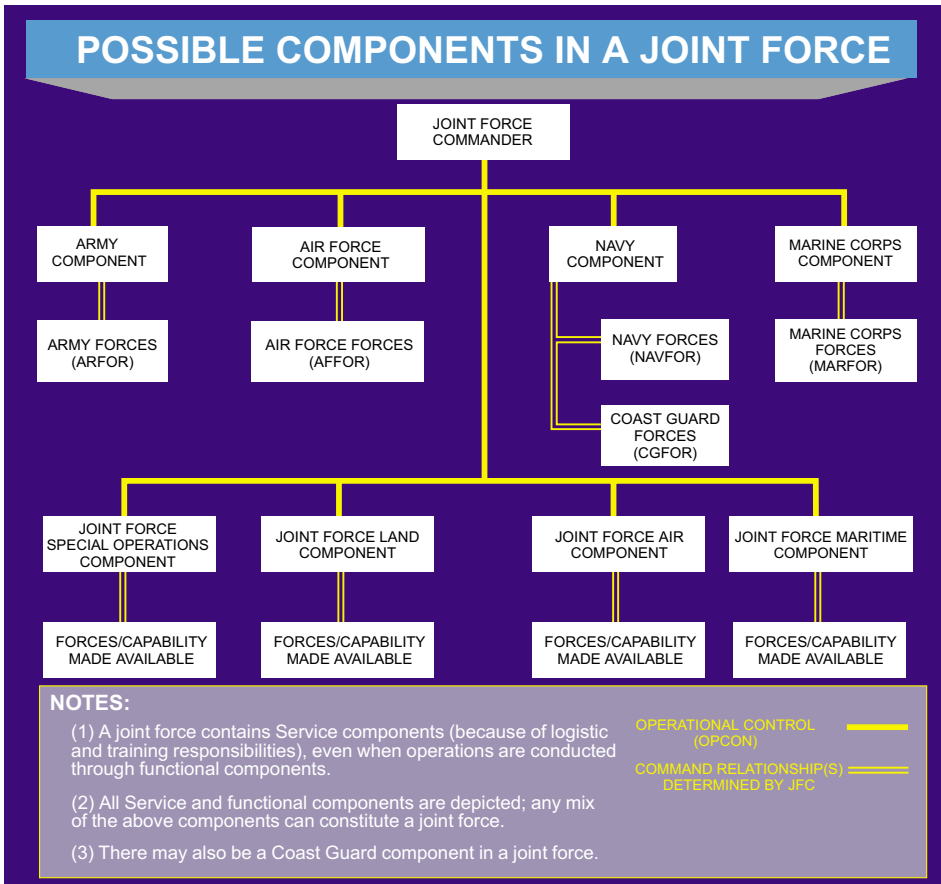 POSSIBLE COMPONENTS IN A JOINT FORCE
JOINT FORCE
COMMANDER
ARMY
COMPONENT
AIR FORCE
COMPONENT
NAVY
COMPONENT
MARINE CORPS
COMPONENT
ARMY FORCES
(ARFOR)
AIR FORCE FORCES
(AFFOR)
NAVY FORCES
(NAVFOR)
MARINE CORPS
FORCES
(MARFOR)
COAST GUARD
FORCES
(CGFOR)
JOINT FORCE
SPECIAL OPERATIONS
COMPONENT
JOINT FORCE LAND
COMPONENT
JOINT FORCE AIR
COMPONENT
JOINT FORCE MARITIME
COMPONENT
FORCES/CAPABILITY
MADE AVAILABLE
FORCES/CAPABILITY
MADE AVAILABLE
FORCES/CAPABILITY
MADE AVAILABLE
FORCES/CAPABILITY
MADE AVAILABLE
NOTES:
(1) A joint force contains Service components (because of logistic
and training responsibilities), even when operations are conducted
through functional components.
(2) All Service and functional components are depicted; any mix
of the above components can constitute a joint force.
(3) There may also be a Coast Guard component in a joint force.
OPERATIONAL CONTROL
(OPCON)
COMMAND RELATIONSHIP(S)
DETERMINED BY JFC